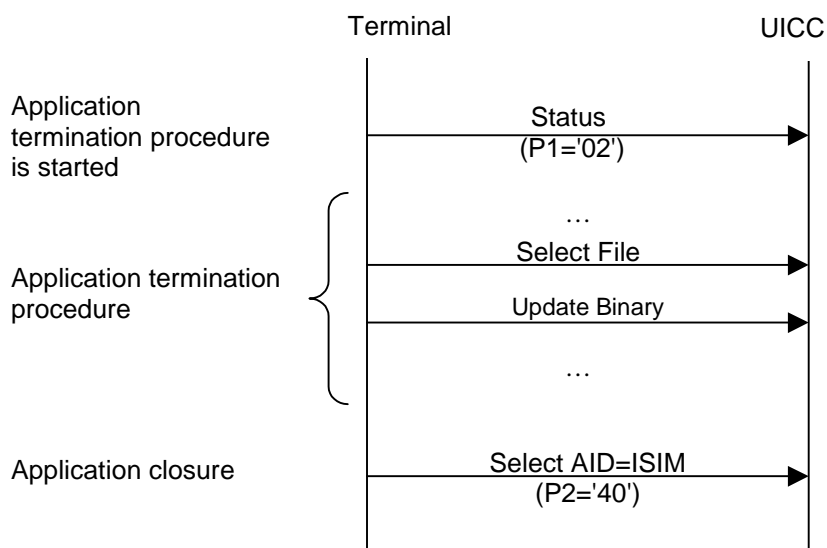 Terminal
UICC
Application
termination procedure
is started
Status
(P1='02')
…
Select File
Application termination
procedure
Update Binary
…
Application closure
Select AID=ISIM
(P2='40')